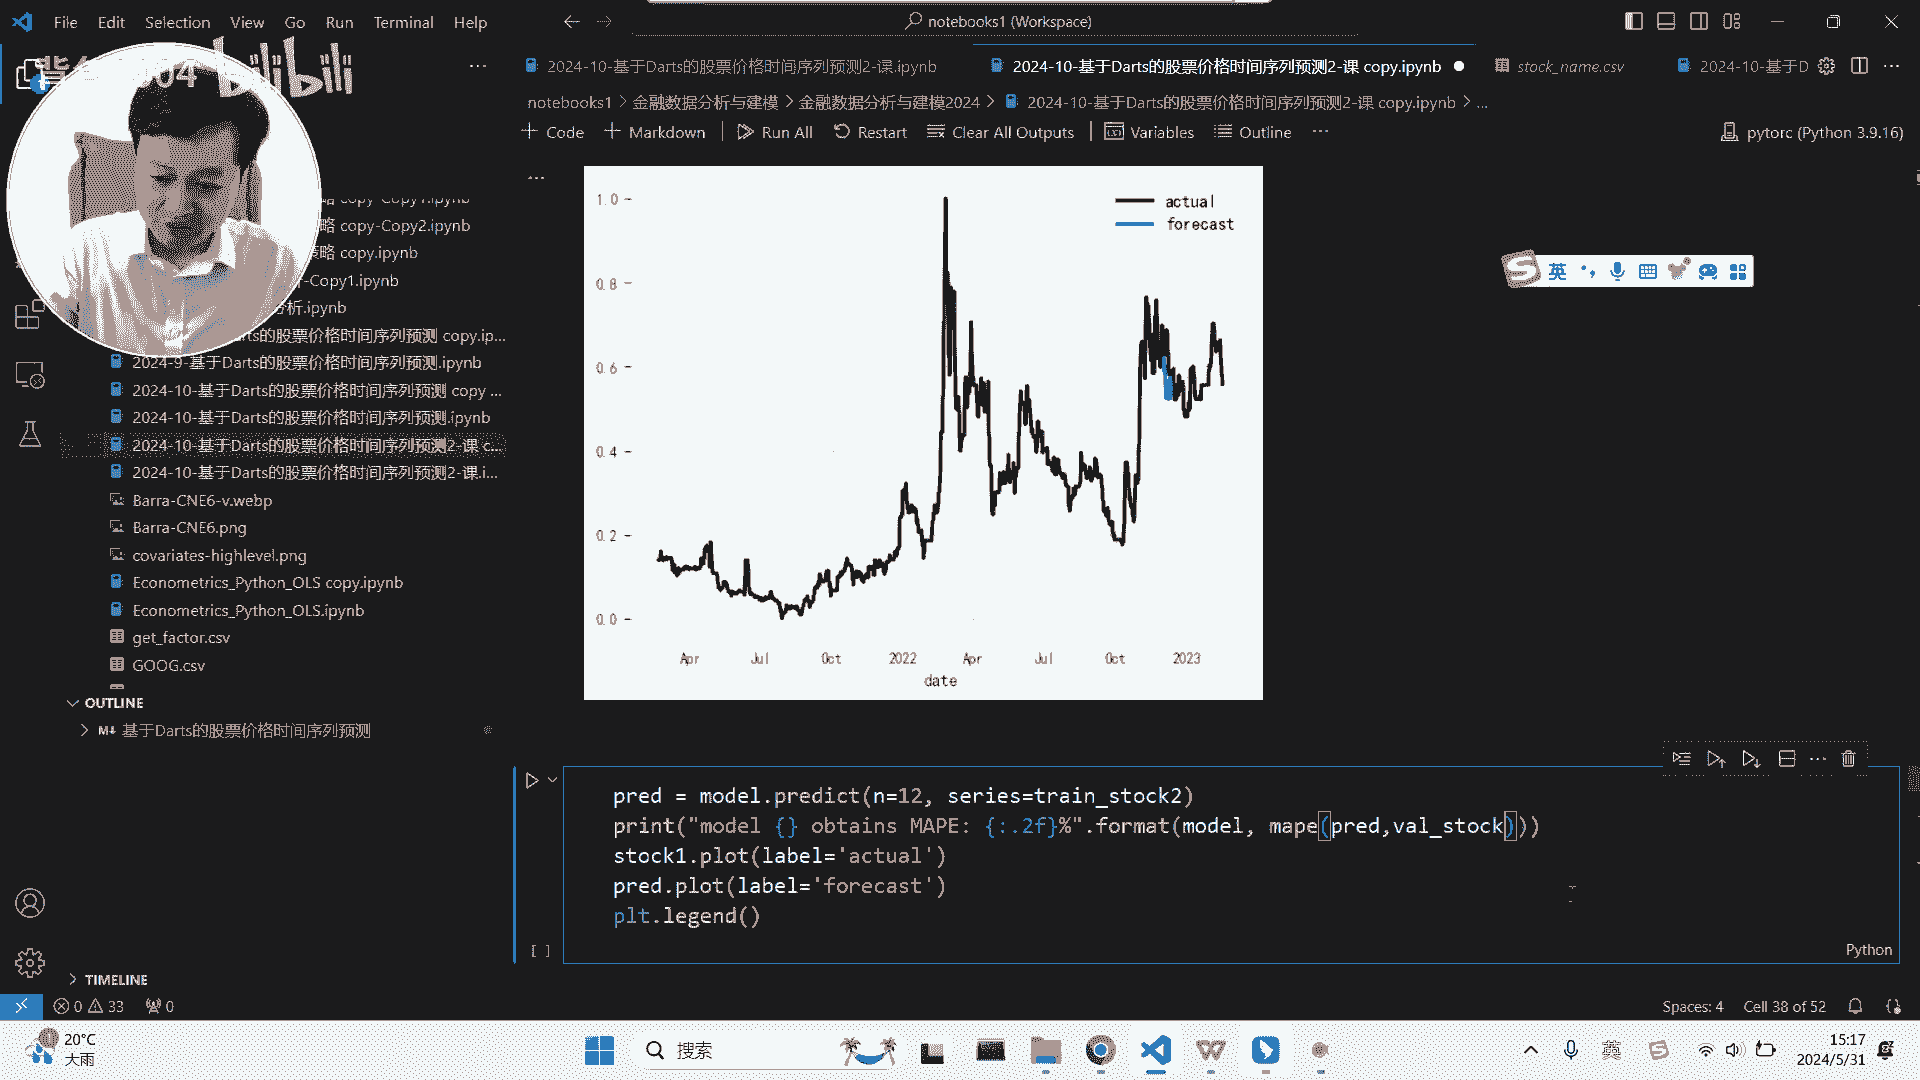 File Edit Selection View Go Run Terminal Help
notebooks1 (Workspace)
bilibili
2024-10-基于Darts的股票价格时间序列预测2-课.ipynb
2024-10-基于Darts的股票价格时间序列预测2-课 copy.ipynb
stock_name.csv
2024-10-基于D
notebooks1 > 金融数据分析与建模 > 金融数据分析与建模2024 > 2024-10-基于Darts的股票价格时间序列预测2-课 copy.ipynb > ...
+ Code + Markdown Run All Restart Clear All Outputs Variables Outline ...
pytorc (Python 3.9.16)
略 copy-Copy1.ipynb
略 copy-Copy2.ipynb
策略 copy.ipynb
-Copy1.ipynb
分析.ipynb
rts的股票价格时间序列预测 copy.ip...
2024-9-基于Darts的股票价格时间序列预测.ipynb
2024-10-基于Darts的股票价格时间序列预测 copy ...
2024-10-基于Darts的股票价格时间序列预测.ipynb
2024-10-基于Darts的股票价格时间序列预测2-课 c...
2024-10-基于Darts的股票价格时间序列预测2-课.i...
Barra-CNE6-v.webp
Barra-CNE6.png
covariates-highlevel.png
Econometrics_Python_OLS copy.ipynb
Econometrics_Python_OLS.ipynb
get_factor.csv
GOOG.csv
OUTLINE
M↓ 基于Darts的股票价格时间序列预测
TIMELINE
actual
forecast
1.0
0.8
0.6
0.4
0.2
0.0
Apr Jul Oct 2022 Apr Jul Oct 2023
date
英
pred = model.predict(n=12, series=train_stock2)
print("model {} obtains MAPE: {:.2f}%".format(model, mape(pred,val_stock)))
stock1.plot(label='actual')
pred.plot(label='forecast')
plt.legend()
[ ]
Python
0 33 0
Spaces: 4 Cell 38 of 52
20°C
大雨
搜索
英
15:17
2024/5/31